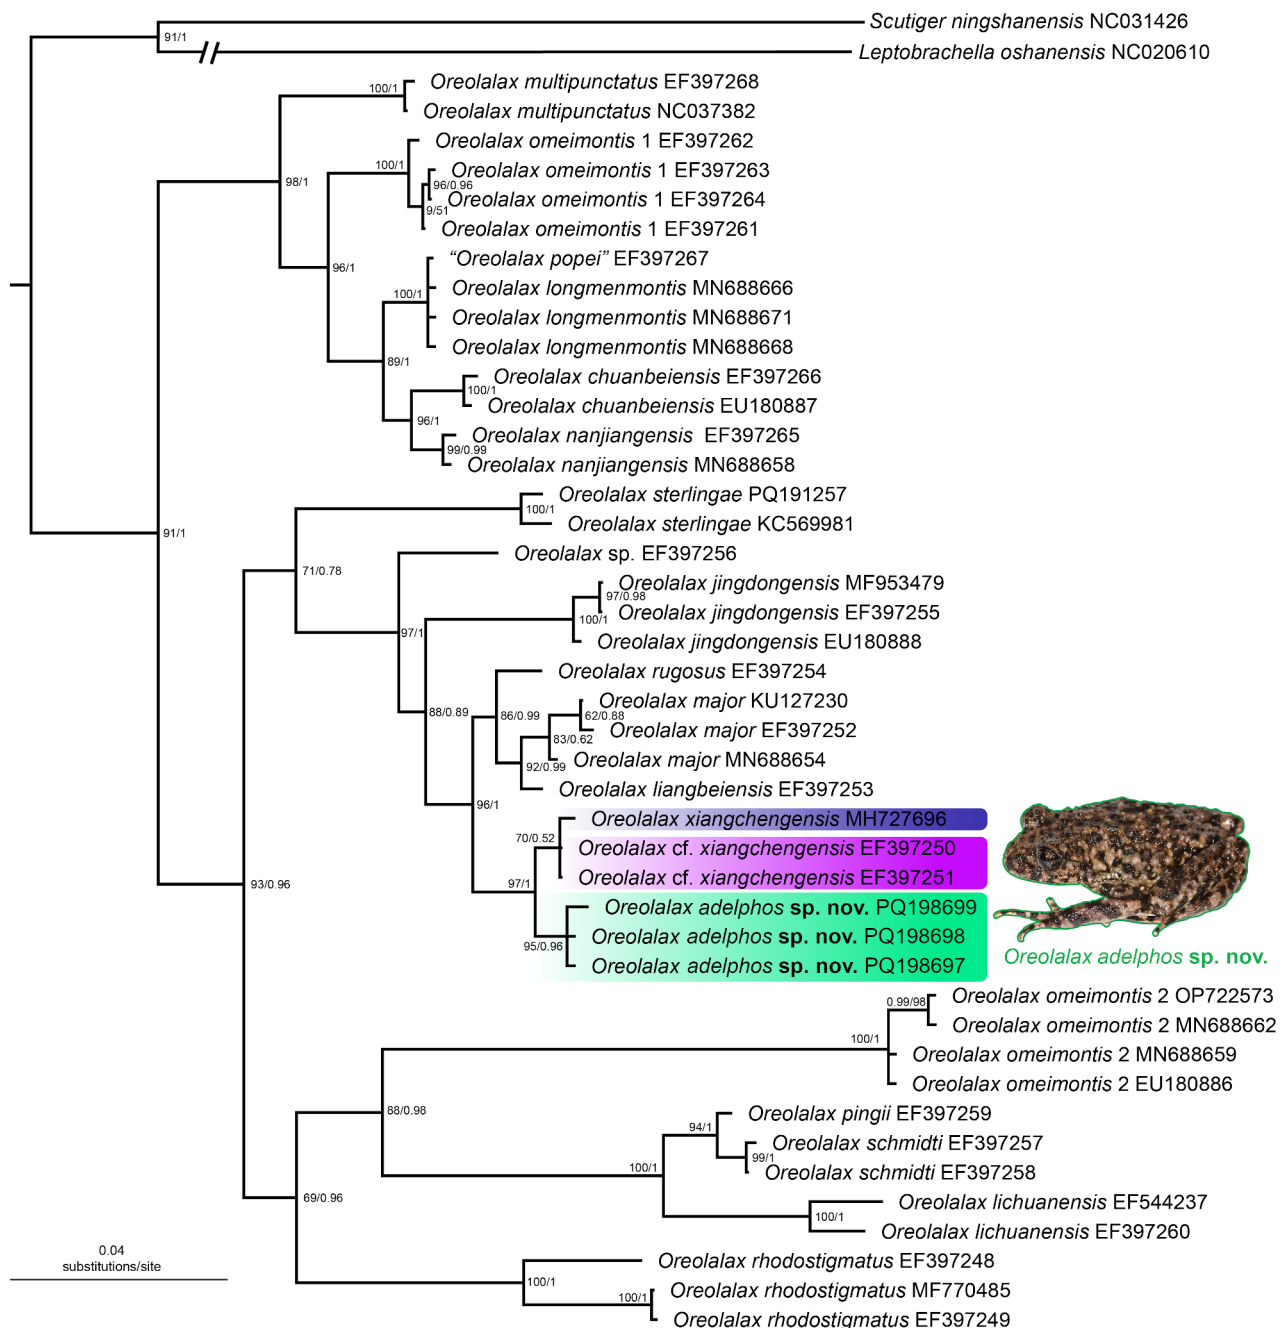 Scutiger ningshanensis NC031426
91/1
Leptobrachella oshanensis NC020610
Oreolalax multipunctatus EF397268
100/1
Oreolalax multipunctatus NC037382
Oreolalax omeimontis 1 EF397262
100/1
Oreolalax omeimontis 1 EF397263
98/1
96/0.96
Oreolalax omeimontis 1 EF397264
9/51
Oreolalax omeimontis 1 EF397261
“Oreolalax popei” EF397267
96/1
Oreolalax longmenmontis MN688666
100/1
Oreolalax longmenmontis MN688671
Oreolalax longmenmontis MN688668
89/1
Oreolalax chuanbeiensis EF397266
100/1
Oreolalax chuanbeiensis EU180887
96/1
Oreolalax nanjiangensis EF397265
99/0.99
Oreolalax nanjiangensis MN688658
Oreolalax sterlingae PQ191257
100/1
Oreolalax sterlingae KC569981
91/1
Oreolalax sp. EF397256
71/0.78
Oreolalax jingdongensis MF953479
97/0.98
Oreolalax jingdongensis EF397255
100/1
97/1
Oreolalax jingdongensis EU180888
Oreolalax rugosus EF397254
Oreolalax major KU127230
88/0.89
86/0.99
62/0.88
Oreolalax major EF397252
83/0.62
Oreolalax major MN688654
92/0.99
Oreolalax liangbeiensis EF397253
96/1
Oreolalax xiangchengensis MH727696
70/0.52
Oreolalax cf. xiangchengensis EF397250
Oreolalax cf. xiangchengensis EF397251
97/1
93/0.96
Oreolalax adelphos sp. nov. PQ198699
Oreolalax adelphos sp. nov. PQ198698
95/0.96
Oreolalax adelphos sp. nov. PQ198697
Oreolalax adelphos sp. nov.
Oreolalax omeimontis 2 OP722573
0.99/98
Oreolalax omeimontis 2 MN688662
100/1
Oreolalax omeimontis 2 MN688659
Oreolalax omeimontis 2 EU180886
88/0.98
Oreolalax pingii EF397259
94/1
Oreolalax schmidti EF397257
99/1
100/1
Oreolalax schmidti EF397258
69/0.96
Oreolalax lichuanensis EF544237
100/1
Oreolalax lichuanensis EF397260
Oreolalax rhodostigmatus EF397248
100/1
Oreolalax rhodostigmatus MF770485
100/1
Oreolalax rhodostigmatus EF397249
0.04
substitutions/site